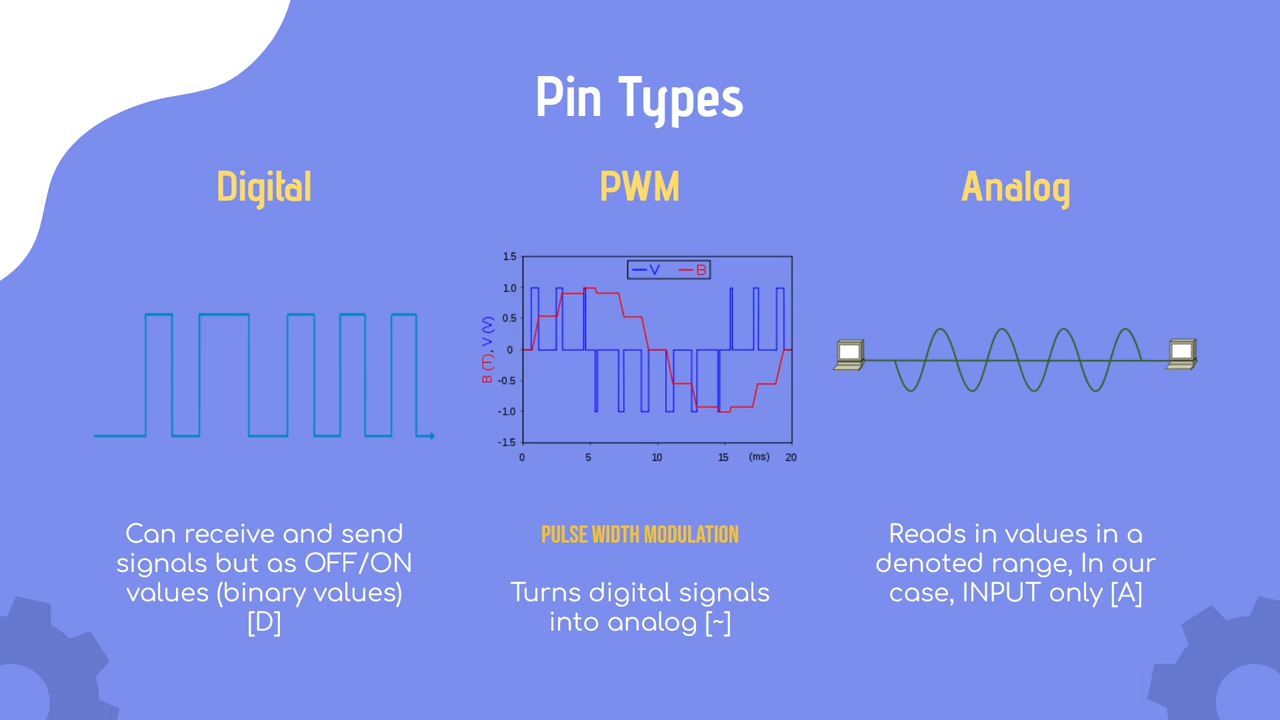 Pin Types
Digital
PWM
Analog
V
B
B (T), V (V)
1.5
1.0
0.5
0
-0.5
-1.0
-1.5
0
5
10
15
(ms)
20
Can receive and send
signals but as OFF/ON
values (binary values)
[D]
PULSE WIDTH MODULATION
Turns digital signals
into analog [~]
Reads in values in a
denoted range, In our
case, INPUT only [A]